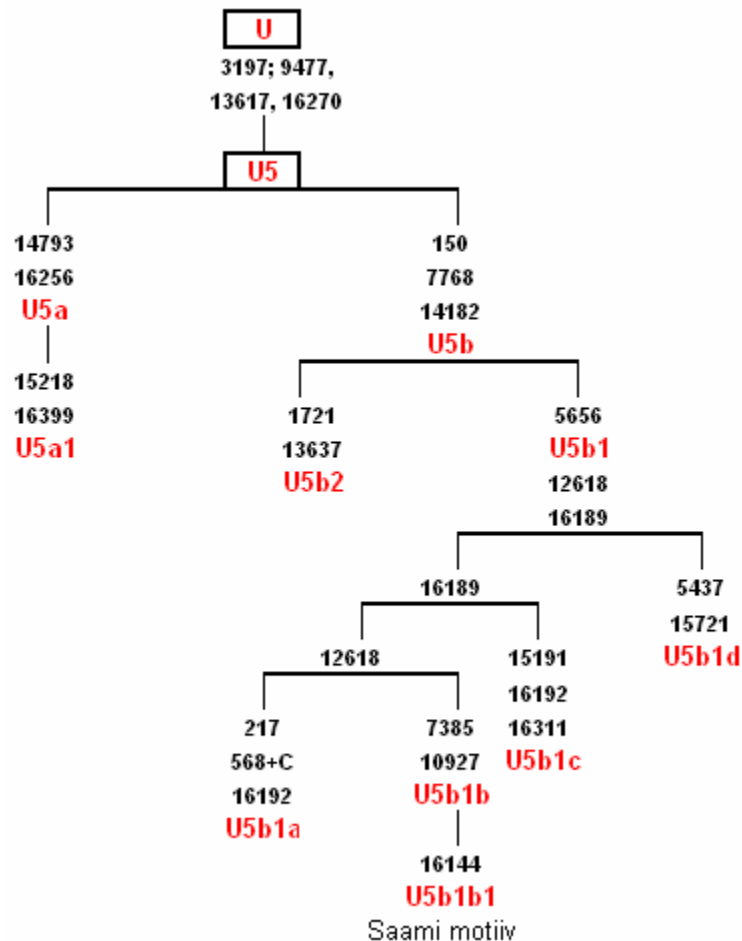 U
3197; 9477,
13617, 16270
U5
14793
16256
U5a
15218
16399
U5a1
150
7768
14182
U5b
1721
13637
U5b2
5656
U5b1
12618
16189
16189
5437
15721
U5b1d
12618
15191
16192
16311
U5b1c
217
568+C
16192
U5b1a
7385
10927
U5b1b
16144
U5b1b1
Saami motiiv